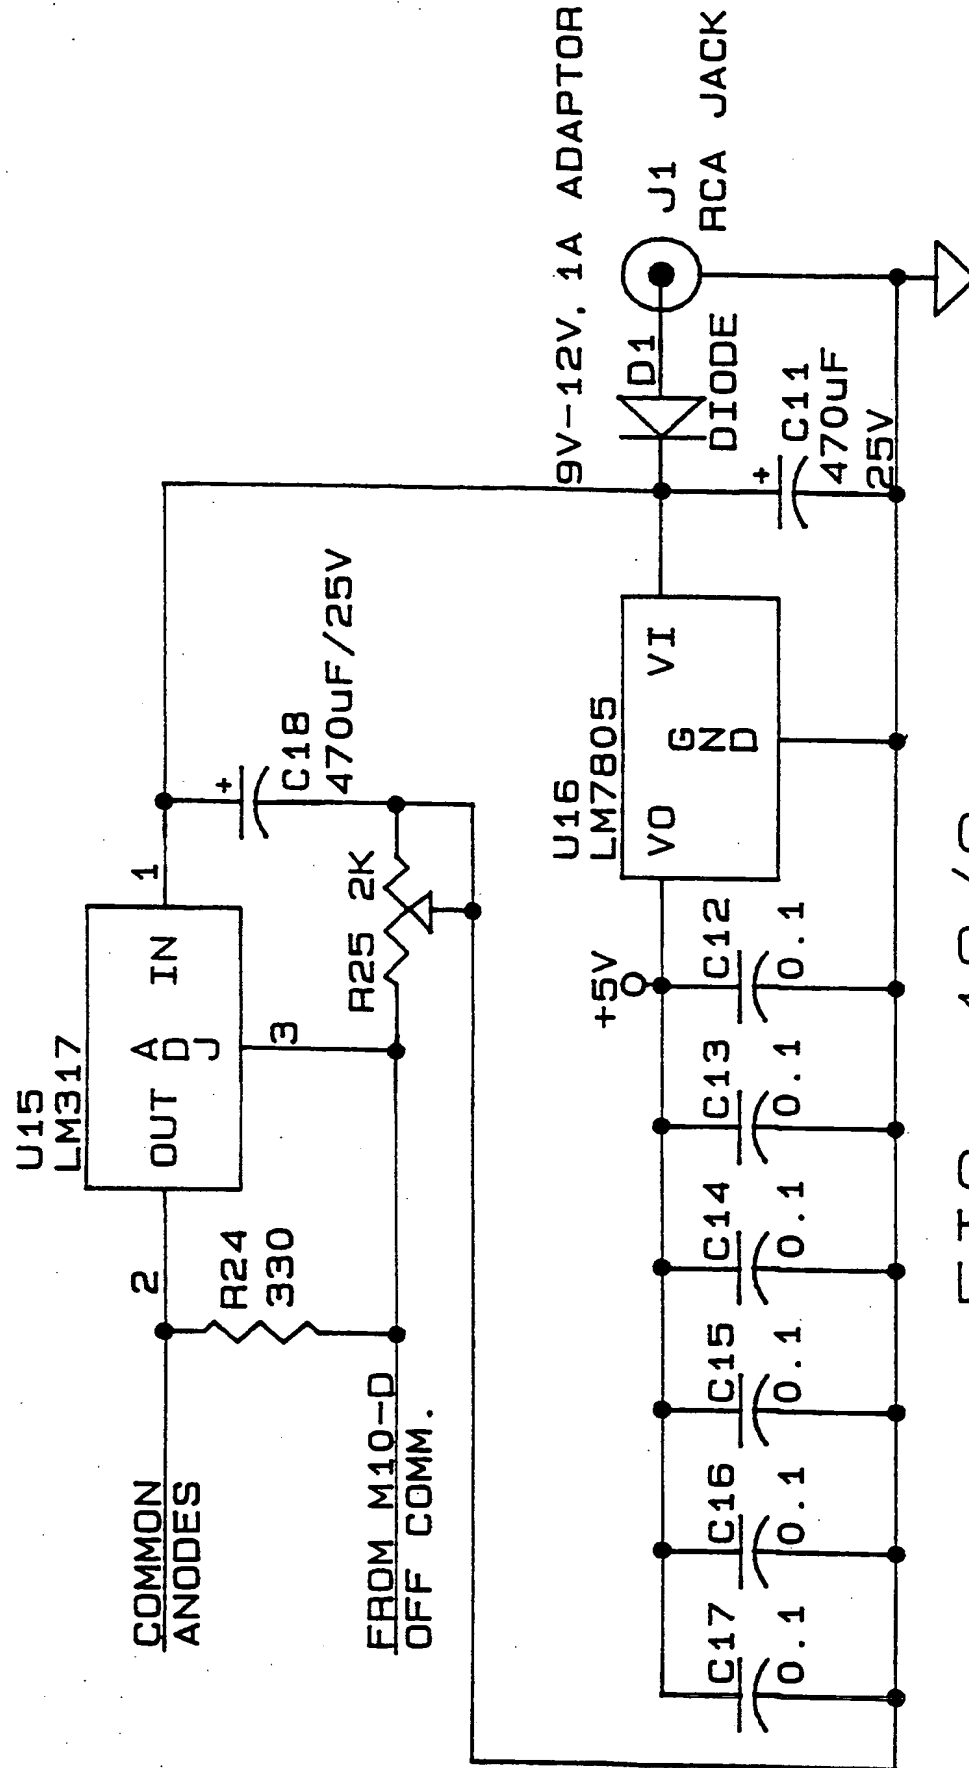 U15
LM317
OUT
ADJ
IN
1
2
3
COMMON
ANODES
R24
330
FROM M10-D
OFF COMM.
R25 2K
+
C18
470uF/25V
9V-12V, 1A ADAPTOR
J1
RCA JACK
D1
DIODE
+
C11
470uF
25V
U16
LM7805
VO
GND
VI
+5V
C12
0.1
C13
0.1
C14
0.1
C15
0.1
C16
0.1
C17
0.1